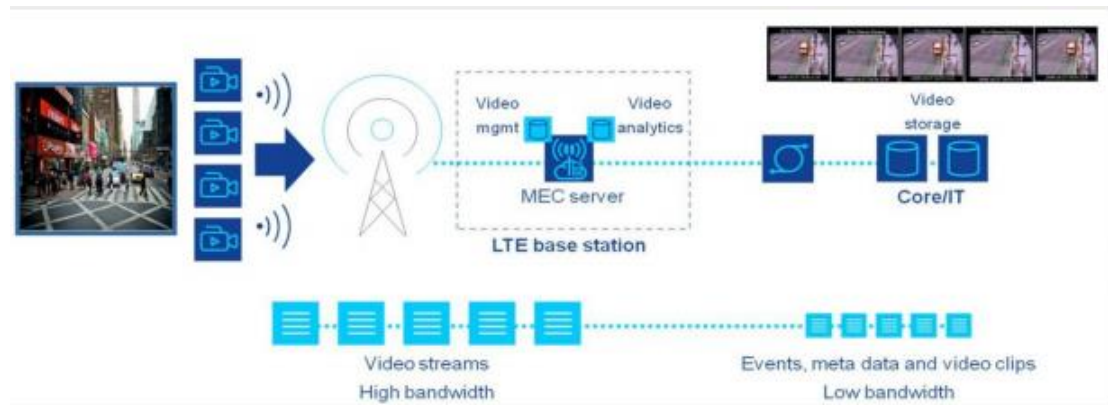 Video
mgmt
Video
analytics
MEC server
LTE base station
Video
storage
Core/IT
Video streams
High bandwidth
Events, meta data and video clips
Low bandwidth